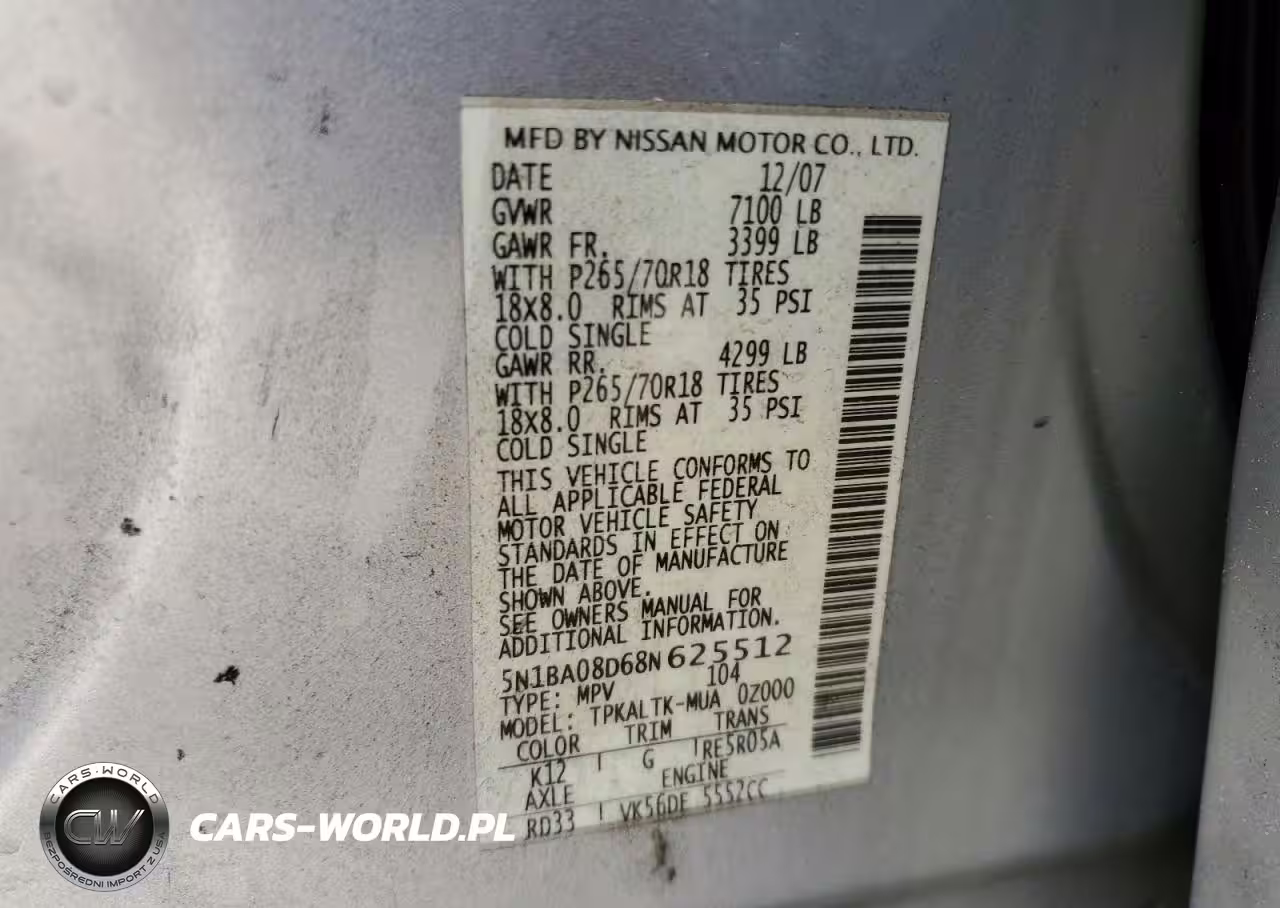 MFD BY NISSAN MOTOR CO., LTD.
DATE 12/07
GVWR 7100 LB
GAWR FR. 3399 LB
WITH P265/70R18 TIRES
18X8.0 RIMS AT 35 PSI
COLD SINGLE
GAWR RR. 4299 LB
WITH P265/70R18 TIRES
18X8.0 RIMS AT 35 PSI
COLD SINGLE
THIS VEHICLE CONFORMS TO
ALL APPLICABLE FEDERAL
MOTOR VEHICLE SAFETY
STANDARDS IN EFFECT ON
THE DATE OF MANUFACTURE
SHOWN ABOVE.
SEE OWNERS MANUAL FOR
ADDITIONAL INFORMATION.
5N1BA08D68N625512
TYPE: MPV 104
MODEL: TPKALTK-MUA 0Z000
COLOR TRIM TRANS
K12 G RE5R05A
AXLE ENGINE
RD33 VK56DE 5552CC
CARS-WORLD
CW
BEZPOŚREDNI IMPORT Z USA
CARS-WORLD.PL